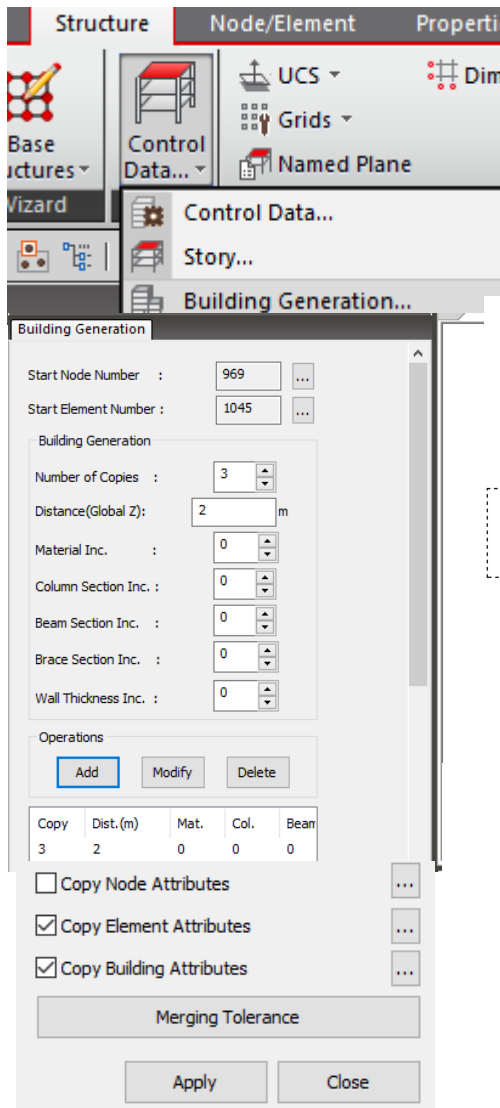 Structure Node/Element Properti
UCS
Dim
Grids
Base
uctures
Control
Data...
Named Plane
Wizard
Control Data...
Story...
Building Generation...
Building Generation
Start Node Number : 969 ...
Start Element Number : 1045 ...
Building Generation
Number of Copies : 3
Distance(Global Z): 2 m
Material Inc. : 0
Column Section Inc. : 0
Beam Section Inc. : 0
Brace Section Inc. : 0
Wall Thickness Inc. : 0
Operations
Add Modify Delete
Copy Dist.(m) Mat. Col. Beam
3 2 0 0 0
Copy Node Attributes ...
Copy Element Attributes ...
Copy Building Attributes ...
Merging Tolerance
Apply Close